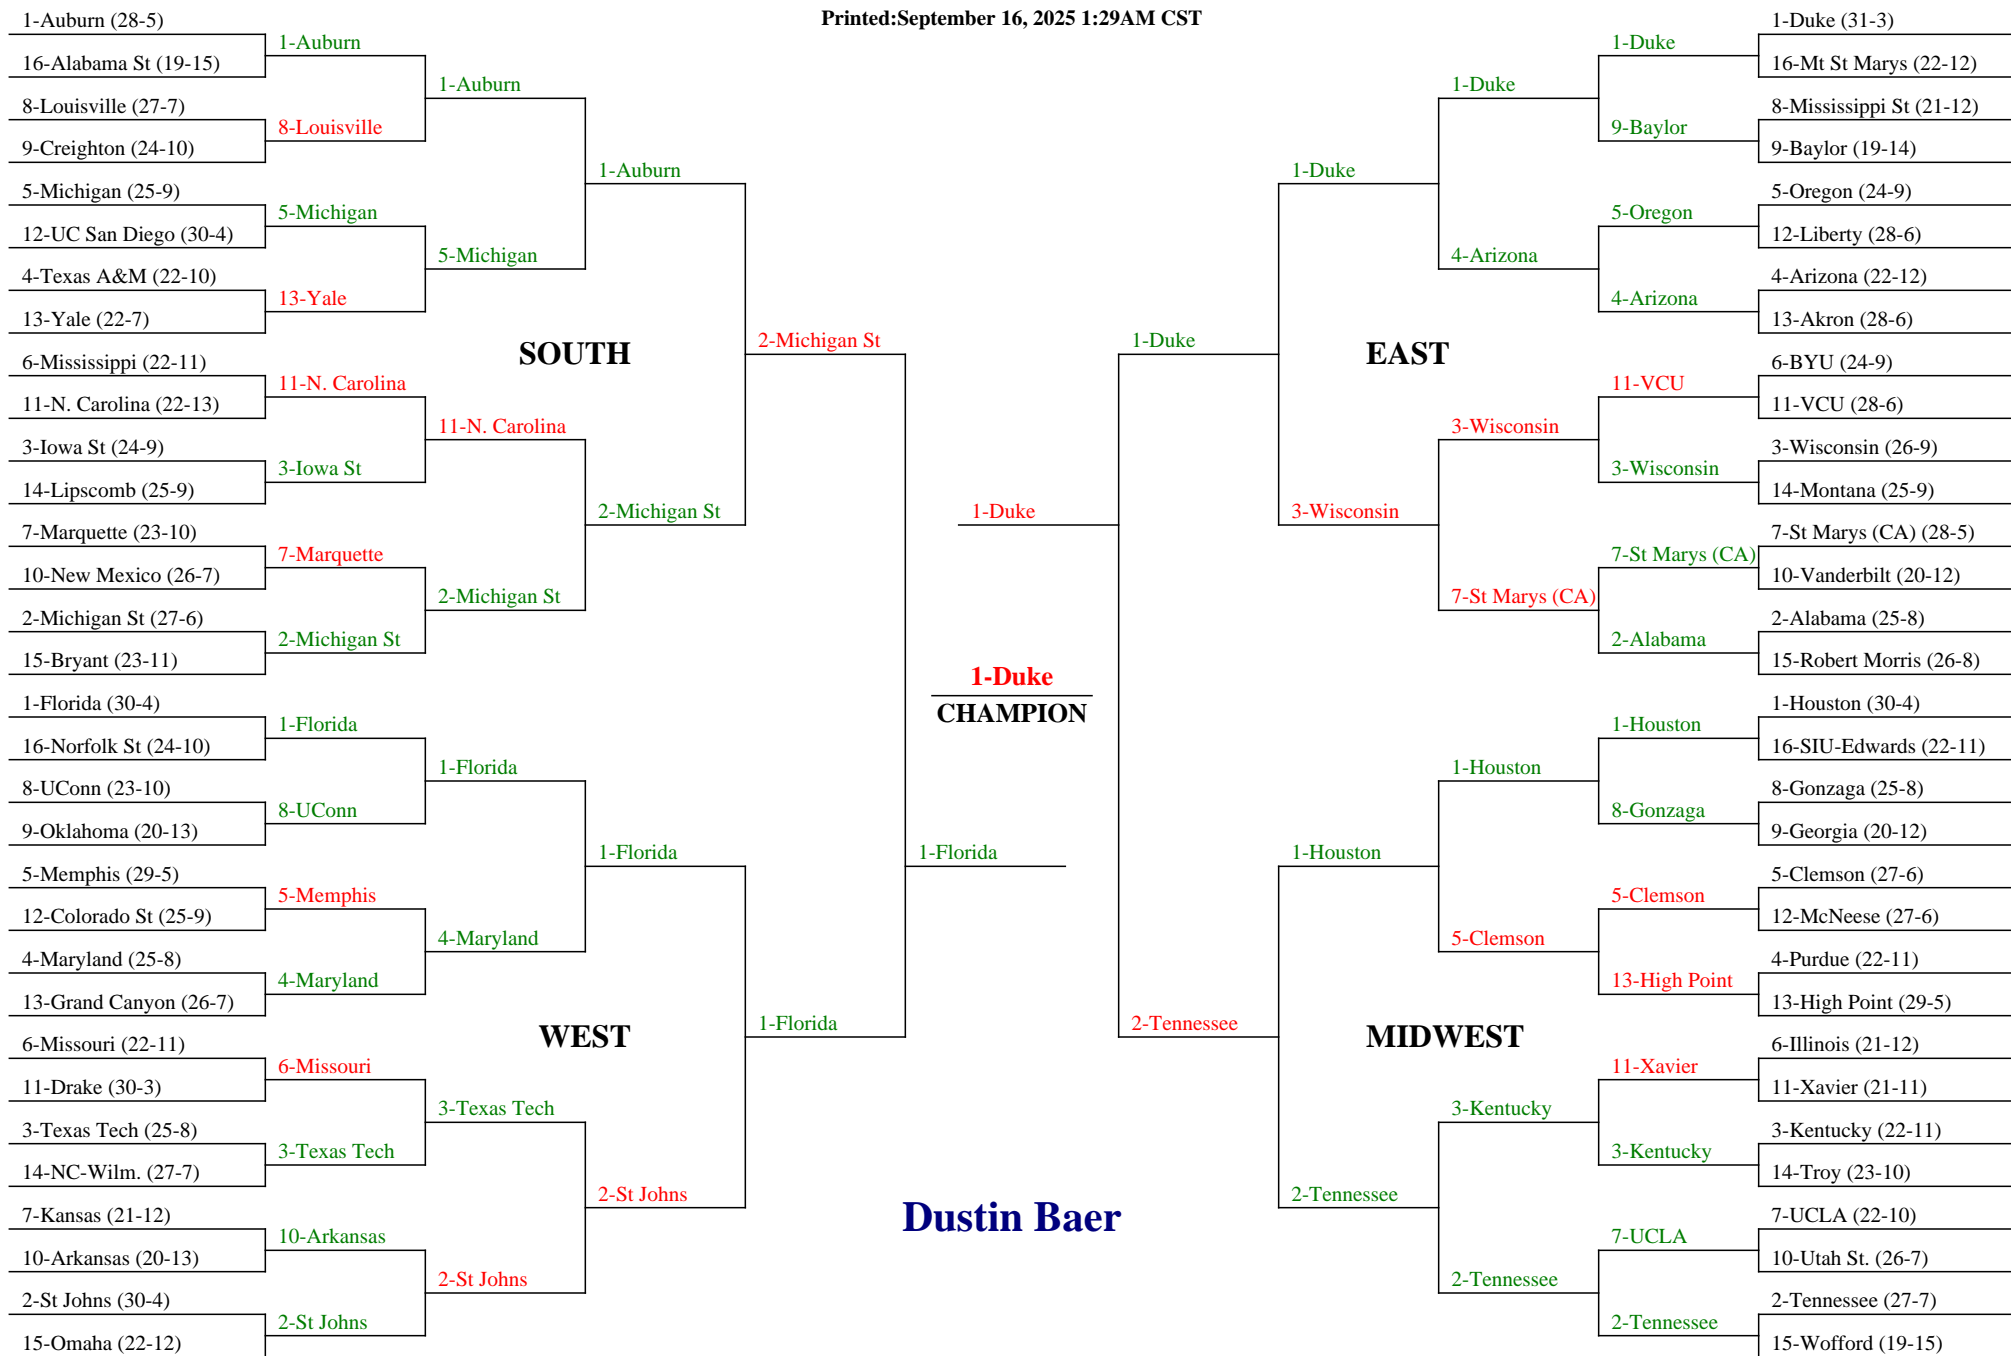 Printed:September 16, 2025 1:29AM CST
1-Auburn (28-5)
16-Alabama St (19-15)
8-Louisville (27-7)
9-Creighton (24-10)
5-Michigan (25-9)
12-UC San Diego (30-4)
4-Texas A&M (22-10)
13-Yale (22-7)
6-Mississippi (22-11)
11-N. Carolina (22-13)
3-Iowa St (24-9)
14-Lipscomb (25-9)
7-Marquette (23-10)
10-New Mexico (26-7)
2-Michigan St (27-6)
15-Bryant (23-11)
1-Florida (30-4)
16-Norfolk St (24-10)
8-UConn (23-10)
9-Oklahoma (20-13)
5-Memphis (29-5)
12-Colorado St (25-9)
4-Maryland (25-8)
13-Grand Canyon (26-7)
6-Missouri (22-11)
11-Drake (30-3)
3-Texas Tech (25-8)
14-NC-Wilm. (27-7)
7-Kansas (21-12)
10-Arkansas (20-13)
2-St Johns (30-4)
15-Omaha (22-12)
1-Auburn
8-Louisville
5-Michigan
13-Yale
11-N. Carolina
3-Iowa St
7-Marquette
2-Michigan St
1-Florida
8-UConn
5-Memphis
4-Maryland
6-Missouri
3-Texas Tech
10-Arkansas
2-St Johns
1-Auburn
5-Michigan
11-N. Carolina
2-Michigan St
1-Florida
4-Maryland
3-Texas Tech
2-St Johns
SOUTH
WEST
1-Auburn
2-Michigan St
1-Florida
2-St Johns
2-Michigan St
1-Florida
1-Florida
1-Duke
1-Duke
CHAMPION
Dustin Baer
1-Duke
2-Tennessee
1-Duke
3-Wisconsin
1-Houston
2-Tennessee
EAST
MIDWEST
1-Duke
4-Arizona
3-Wisconsin
7-St Marys (CA)
1-Houston
5-Clemson
3-Kentucky
2-Tennessee
1-Duke
9-Baylor
5-Oregon
4-Arizona
11-VCU
3-Wisconsin
7-St Marys (CA)
2-Alabama
1-Houston
8-Gonzaga
5-Clemson
13-High Point
11-Xavier
3-Kentucky
7-UCLA
2-Tennessee
1-Duke (31-3)
16-Mt St Marys (22-12)
8-Mississippi St (21-12)
9-Baylor (19-14)
5-Oregon (24-9)
12-Liberty (28-6)
4-Arizona (22-12)
13-Akron (28-6)
6-BYU (24-9)
11-VCU (28-6)
3-Wisconsin (26-9)
14-Montana (25-9)
7-St Marys (CA) (28-5)
10-Vanderbilt (20-12)
2-Alabama (25-8)
15-Robert Morris (26-8)
1-Houston (30-4)
16-SIU-Edwards (22-11)
8-Gonzaga (25-8)
9-Georgia (20-12)
5-Clemson (27-6)
12-McNeese (27-6)
4-Purdue (22-11)
13-High Point (29-5)
6-Illinois (21-12)
11-Xavier (21-11)
3-Kentucky (22-11)
14-Troy (23-10)
7-UCLA (22-10)
10-Utah St. (26-7)
2-Tennessee (27-7)
15-Wofford (19-15)